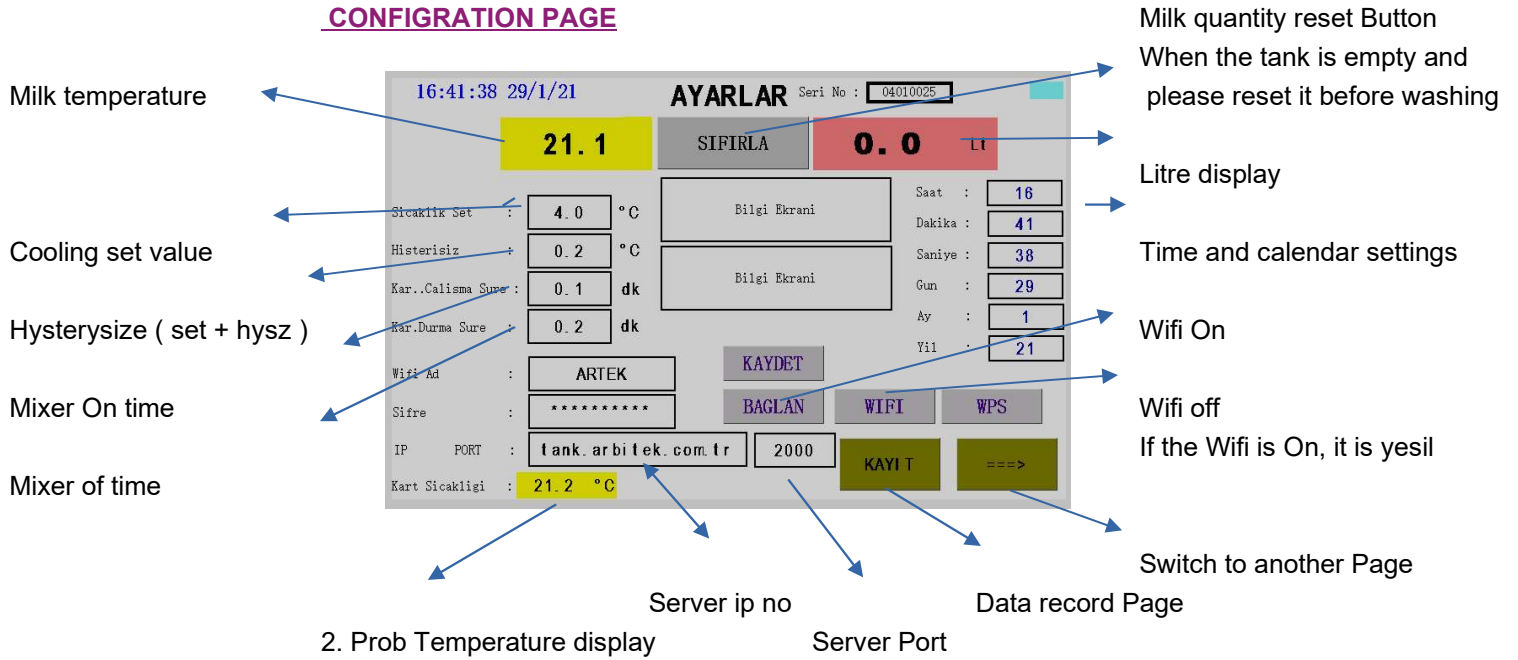 CONFIGRATION PAGE
Milk quantity reset Button
When the tank is empty and
please reset it before washing
Milk temperature
16:41:38 29/1/21
AYARLAR
Seri No : 04010025
21.1
SIFIRLA
0.0 Lt
Litre display
Sicaklik Set : 4.0 °C
Bilgi Ekrani
Saat : 16
Dakika : 41
Cooling set value
Histerisiz : 0.2 °C
Bilgi Ekrani
Saniye : 38
Time and calendar settings
Kar..Calisma Sure : 0.1 dk
Gun : 29
Hysterysize ( set + hysz )
Kar.Durma Sure : 0.2 dk
Ay : 1
Wifi On
Yil : 21
Wifi Ad : ARTEK
KAYDET
Mixer On time
Sifre : **********
BAGLAN
WIFI
WPS
Wifi off
If the Wifi is On, it is yesil
IP PORT : tank.arbitek.com.tr 2000
KAYIT
===>
Mixer of time
Kart Sicakligi : 21.2 °C
Switch to another Page
Server ip no
Data record Page
2. Prob Temperature display
Server Port